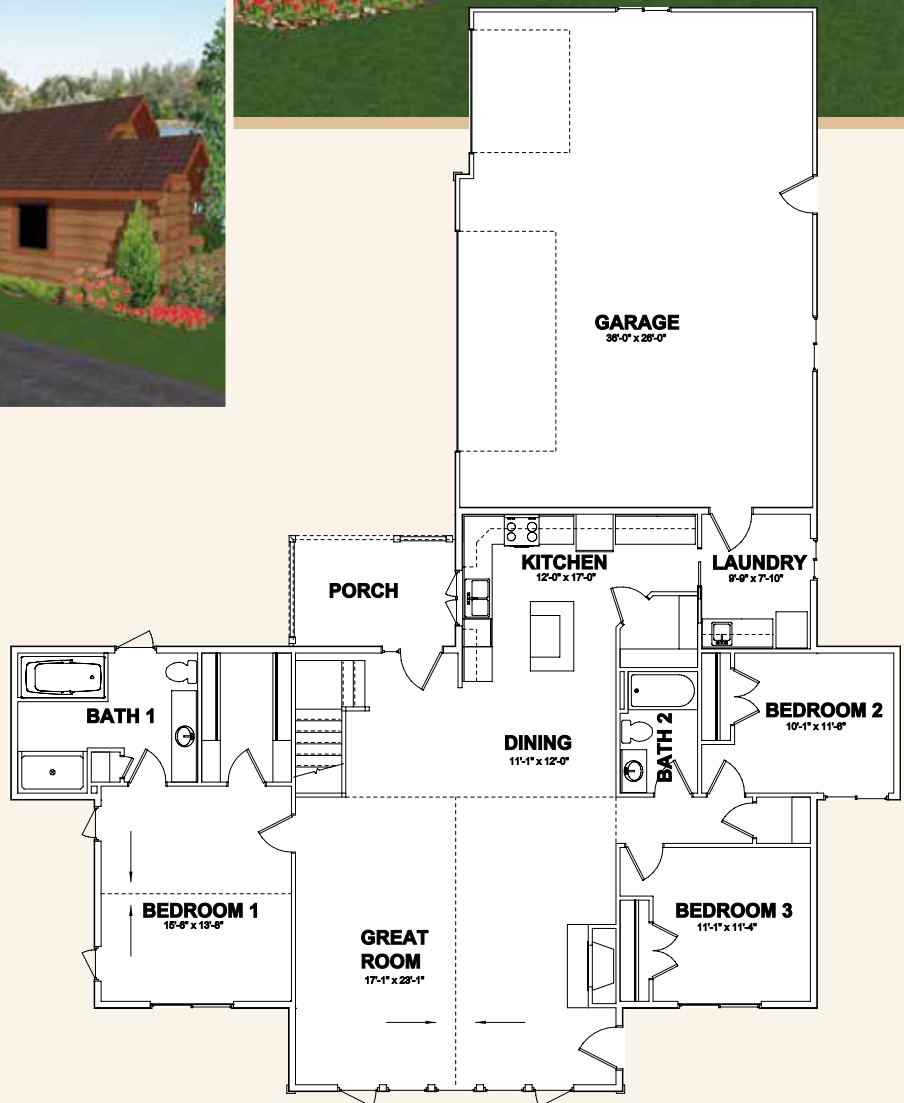 GARAGE
36'-0" x 26'-0"
KITCHEN
12'-0" x 17'-0"
LAUNDRY
9'-9" x 7'-10"
PORCH
BATH 1
DINING
11'-1" x 12'-0"
BATH 2
BEDROOM 2
10'-1" x 11'-6"
BEDROOM 1
15'-6" x 13'-8"
GREAT
ROOM
17'-1" x 23'-1"
BEDROOM 3
11'-1" x 11'-4"